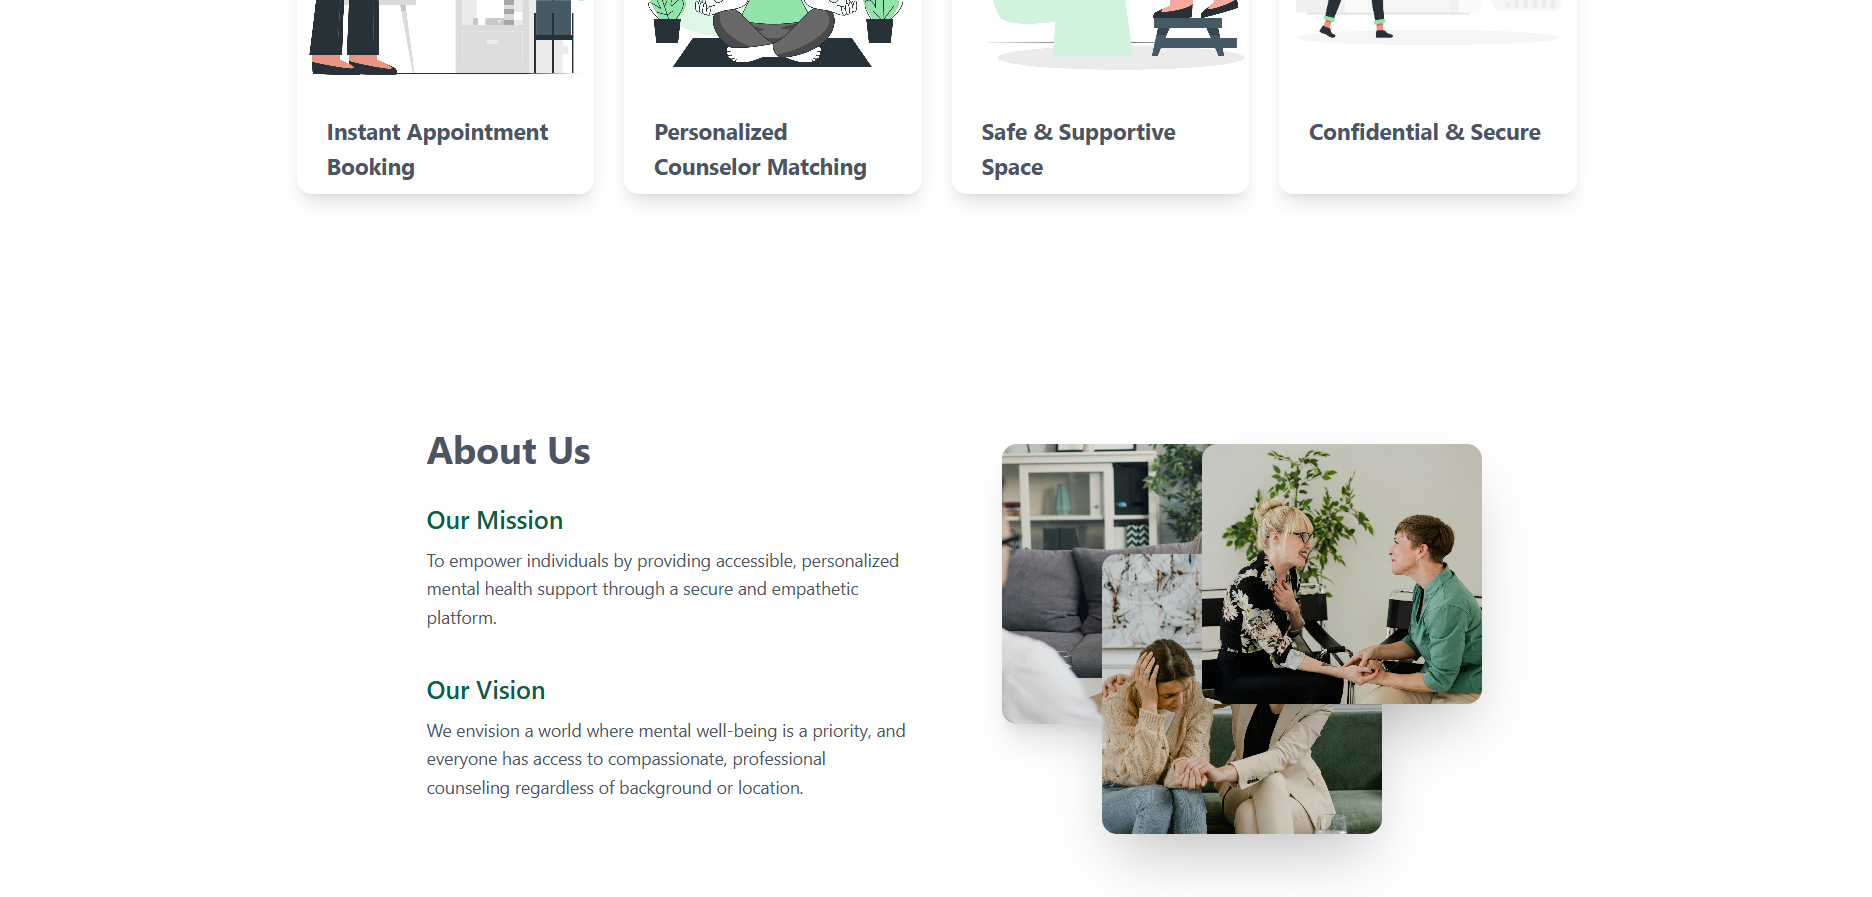 Instant Appointment
Booking
Personalized
Counselor Matching
Safe & Supportive
Space
Confidential & Secure
About Us
Our Mission
To empower individuals by providing accessible, personalized
mental health support through a secure and empathetic
platform.
Our Vision
We envision a world where mental well-being is a priority, and
everyone has access to compassionate, professional
counseling regardless of background or location.